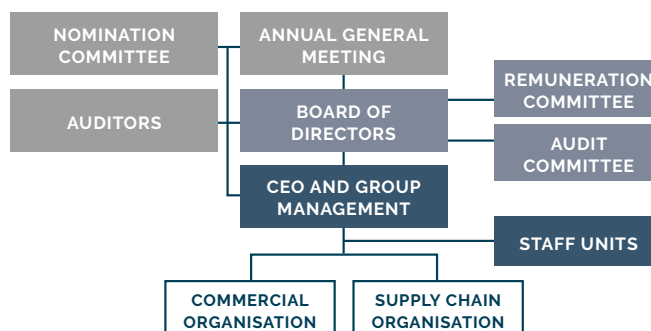 NOMINATION
COMMITTEE
ANNUAL GENERAL
MEETING
REMUNERATION
COMMITTEE
AUDITORS
BOARD OF
DIRECTORS
AUDIT
COMMITTEE
CEO AND GROUP
MANAGEMENT
STAFF UNITS
COMMERCIAL
ORGANISATION
SUPPLY CHAIN
ORGANISATION